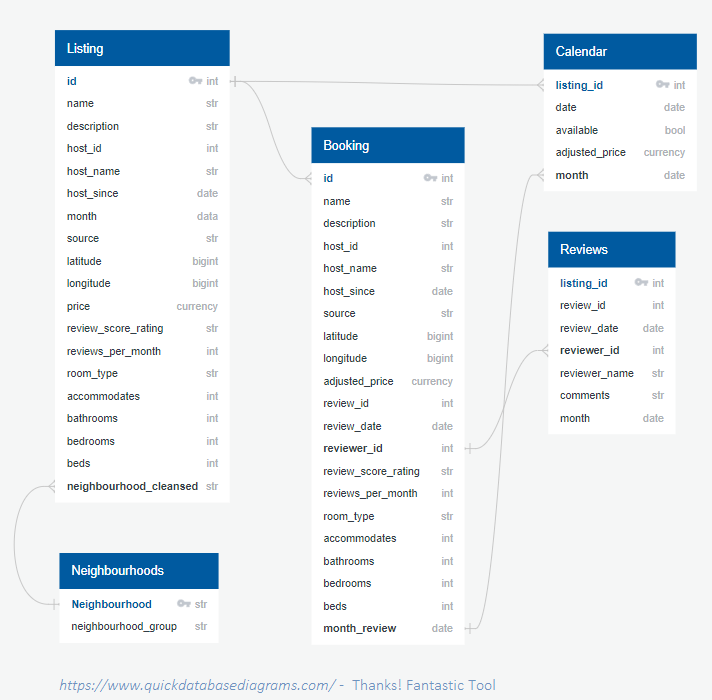 Listing
id int
name str
description str
host_id int
host_name str
host_since date
month data
source str
latitude bigint
longitude bigint
price currency
review_score_rating str
reviews_per_month int
room_type str
accommodates int
bathrooms int
bedrooms int
beds int
neighbourhood_cleansed str
Neighbourhoods
Neighbourhood str
neighbourhood_group str
Booking
id int
name str
description str
host_id int
host_name str
host_since date
source str
latitude bigint
longitude bigint
adjusted_price currency
review_id int
review_date date
reviewer_id int
review_score_rating str
reviews_per_month int
room_type str
accommodates int
bathrooms int
bedrooms int
beds int
month_review date
Calendar
listing_id int
date date
available bool
adjusted_price currency
month date
Reviews
listing_id int
review_id int
review_date date
reviewer_id int
reviewer_name str
comments str
month date
https://www.quickdatabasediagrams.com/ - Thanks! Fantastic Tool